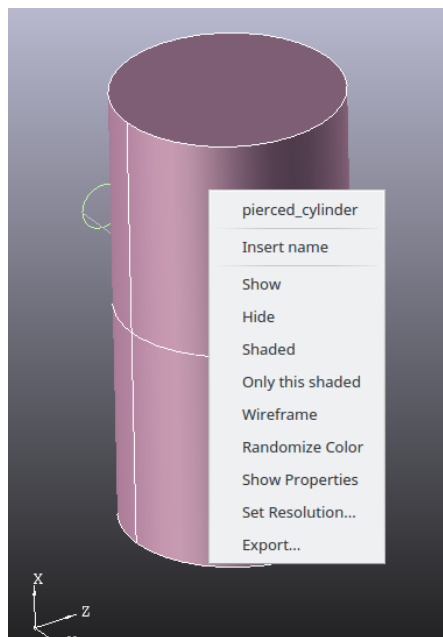 pierced_cylinder
Insert name
Show
Hide
Shaded
Only this shaded
Wireframe
Randomize Color
Show Properties
Set Resolution...
Export...
X
Z